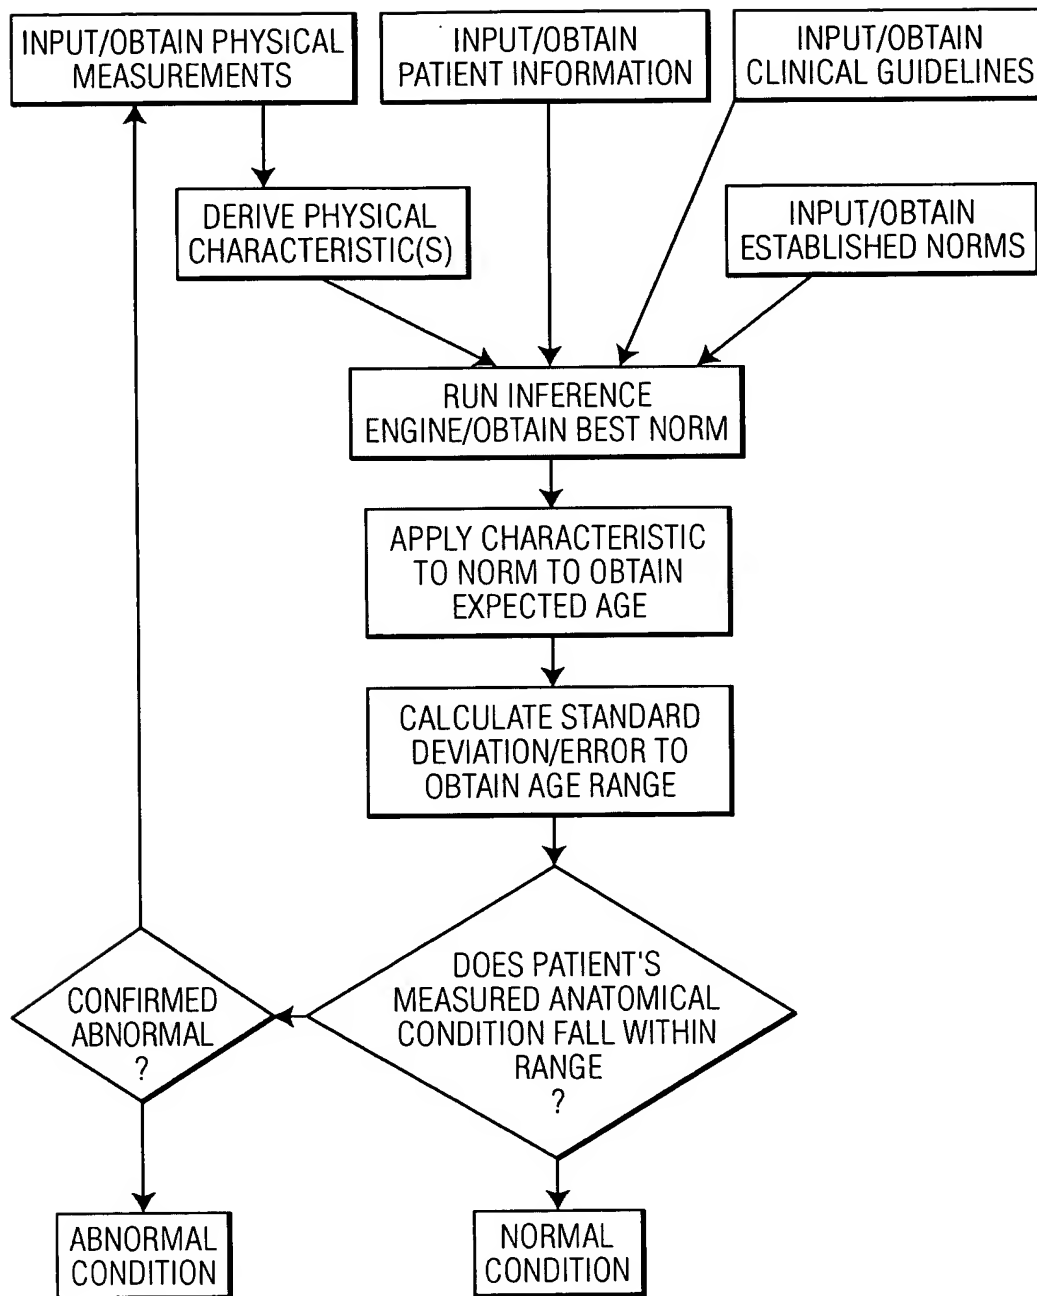 INPUT/OBTAIN PHYSICAL
MEASUREMENTS
INPUT/OBTAIN
PATIENT INFORMATION
INPUT/OBTAIN
CLINICAL GUIDELINES
DERIVE PHYSICAL
CHARACTERISTIC(S)
INPUT/OBTAIN
ESTABLISHED NORMS
RUN INFERENCE
ENGINE/OBTAIN BEST NORM
APPLY CHARACTERISTIC
TO NORM TO OBTAIN
EXPECTED AGE
CALCULATE STANDARD
DEVIATION/ERROR TO
OBTAIN AGE RANGE
DOES PATIENT'S
MEASURED ANATOMICAL
CONDITION FALL WITHIN
RANGE
?
CONFIRMED
ABNORMAL
?
ABNORMAL
CONDITION
NORMAL
CONDITION